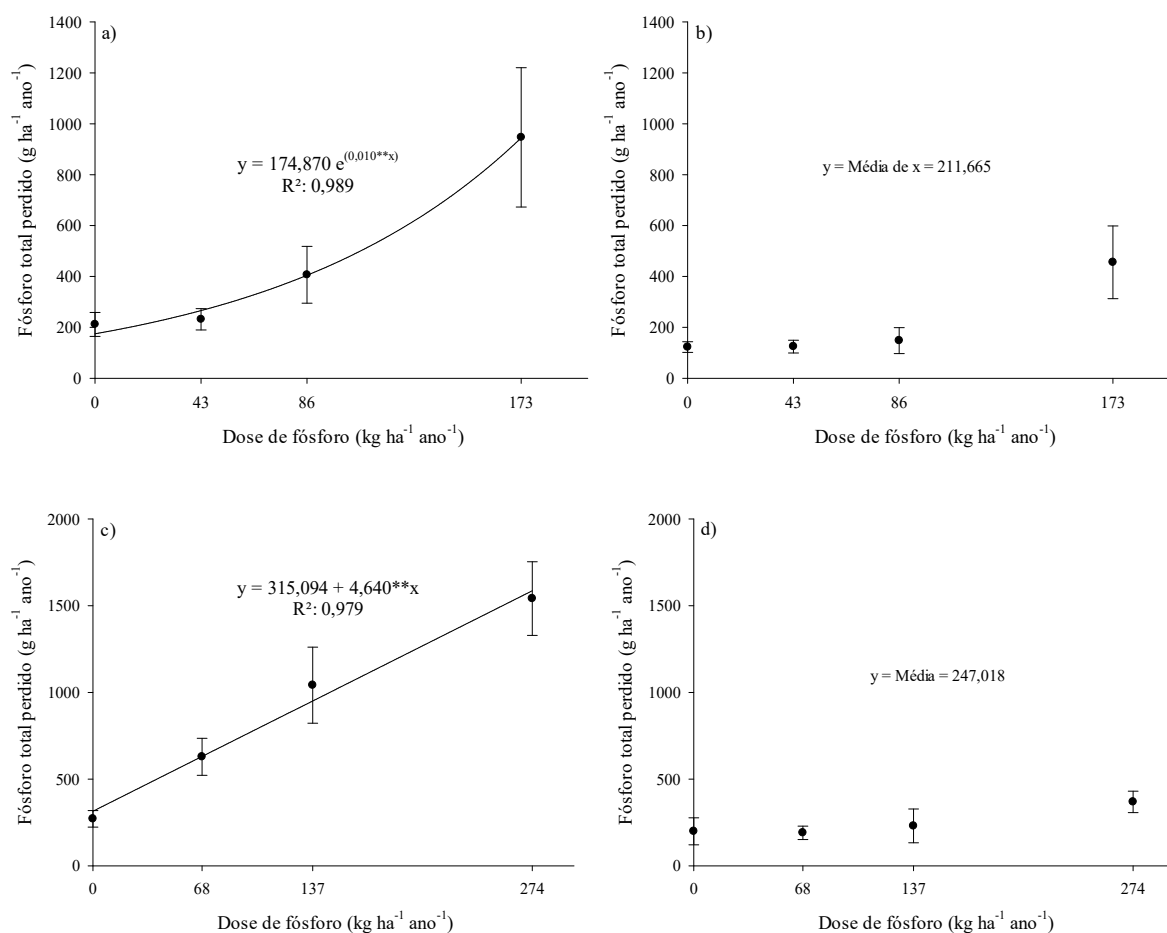 a)
Fósforo total perdido (g ha⁻¹ ano⁻¹)
1400
1200
1000
800
600
400
200
0
y = 174,870 e^(0,010**x)
R²: 0,989
0 43 86 173
Dose de fósforo (kg ha⁻¹ ano⁻¹)
b)
Fósforo total perdido (g ha⁻¹ ano⁻¹)
1400
1200
1000
800
600
400
200
0
y = Média de x = 211,665
0 43 86 173
Dose de fósforo (kg ha⁻¹ ano⁻¹)
c)
Fósforo total perdido (g ha⁻¹ ano⁻¹)
2000
1500
1000
500
0
y = 315,094 + 4,640**x
R²: 0,979
0 68 137 274
Dose de fósforo (kg ha⁻¹ ano⁻¹)
d)
Fósforo total perdido (g ha⁻¹ ano⁻¹)
2000
1500
1000
500
0
y = Média = 247,018
0 68 137 274
Dose de fósforo (kg ha⁻¹ ano⁻¹)